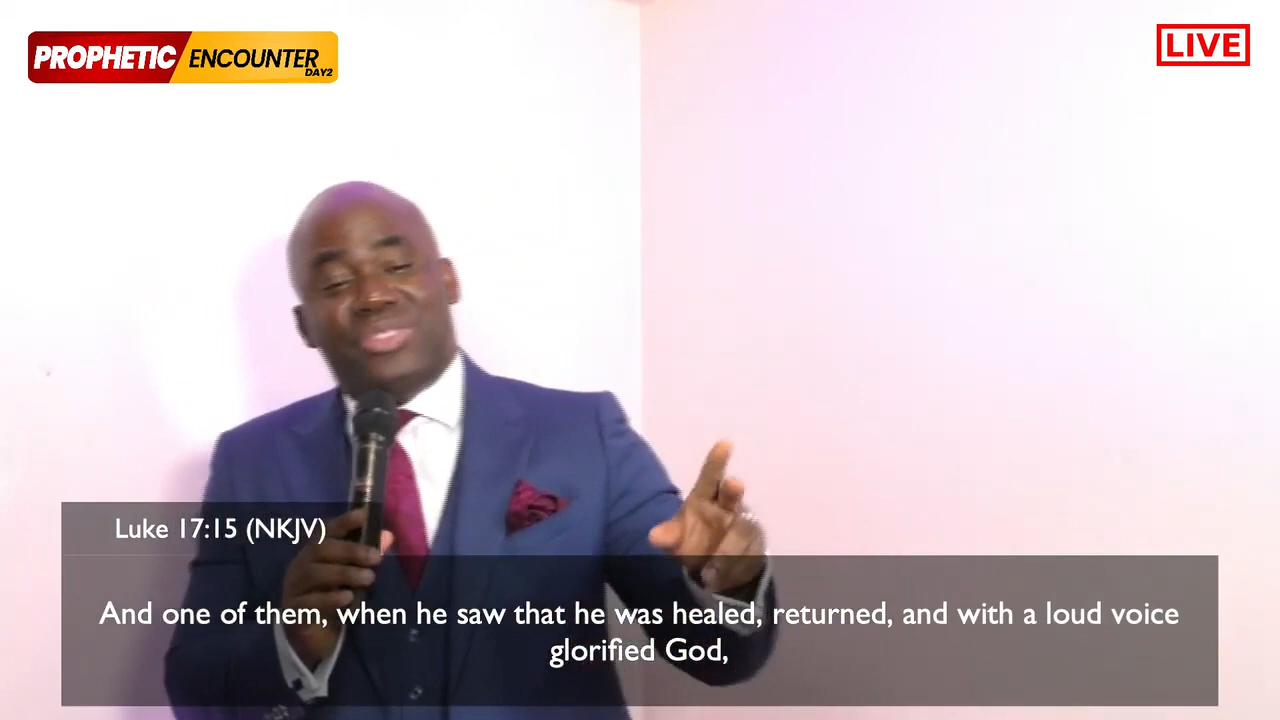 PROPHETIC ENCOUNTER
DAY2
LIVE
Luke 17:15 (NKJV)
And one of them, when he saw that he was healed, returned, and with a loud voice
glorified God,